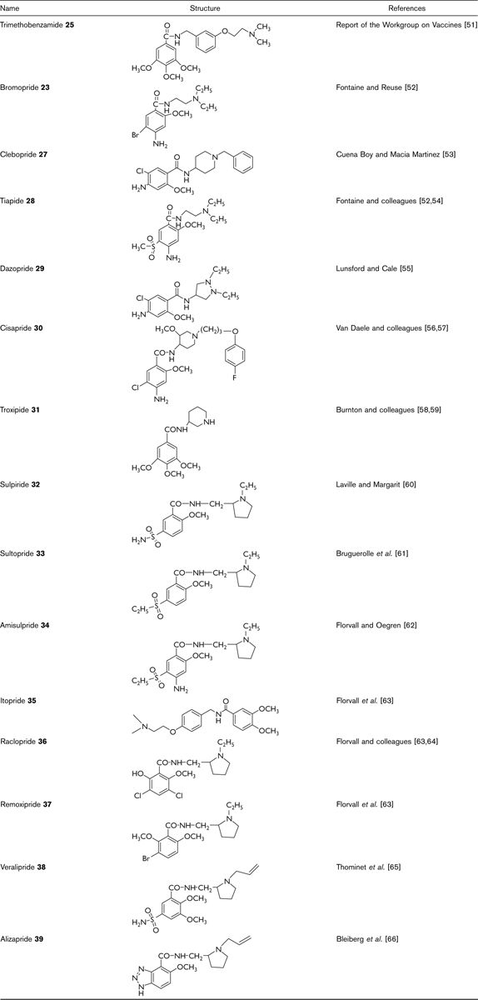 Name Structure References
Trimethobenzamide 25 Report of the Workgroup on Vaccines [51]
O
C N H
O N CH3
CH3
H3CO OCH3
OCH3
Bromopride 23 Fontaine and Reuse [52]
C2H5
O N
C N C2H5
H
OCH3
Br
NH2
Clebopride 27 Cuena Boy and Macia Martinez [53]
O N
Cl
N
H
H2N OCH3
Tiapide 28 Fontaine and colleagues [52,54]
C2H5
O N
C N C2H5
H
OCH3
O
H3C S
O
NH2
Dazopride 29 Lunsford and Cale [55]
C2H5
O N
Cl N
N C2H5
H
H2N OCH3
Cisapride 30 Van Daele and colleagues [56,57]
H3CO N (CH2)3 O
CO N
H
OCH3
Cl F
NH2
Troxipide 31 Burnton and colleagues [58,59]
CONH NH
H3CO OCH3
OCH3
Sulpiride 32 Laville and Margarit [60]
C2H5
N
CO NH CH2
OCH3
O
H2N S
O
Sultopride 33 Bruguerolle et al. [61]
C2H5
N
CO NH CH2
OCH3
O
C2H5 S
O
Amisulpride 34 Florvall and Oegren [62]
C2H5
N
CO NH CH2
OCH3
O
C2H5 S
O
NH2
Itopride 35 Florvall et al. [63]
O
N
H
OCH3
N O OCH3
Raclopride 36 Florvall and colleagues [63,64]
C2H5
N
CO NH CH2
HO OCH3
Cl Cl
Remoxipride 37 Florvall et al. [63]
C2H5
N
CO NH CH2
H3CO OCH3
Br
Veralipride 38 Thominet et al. [65]
N
CO NH CH2
OCH3
O
H2N S OCH3
O
Alizapride 39 Bleiberg et al. [66]
N
CO NH CH2
N OCH3
N
N
H